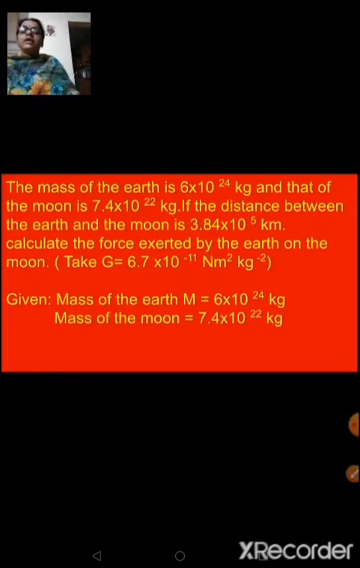 The mass of the earth is 6x10 ²⁴ kg and that of
the moon is 7.4x10 ²² kg.If the distance between
the earth and the moon is 3.84x10 ⁵ km.
calculate the force exerted by the earth on the
moon. ( Take G= 6.7 x10 ⁻¹¹ Nm² kg ⁻²)
Given: Mass of the earth M = 6x10 ²⁴ kg
Mass of the moon = 7.4x10 ²² kg
XRecorder